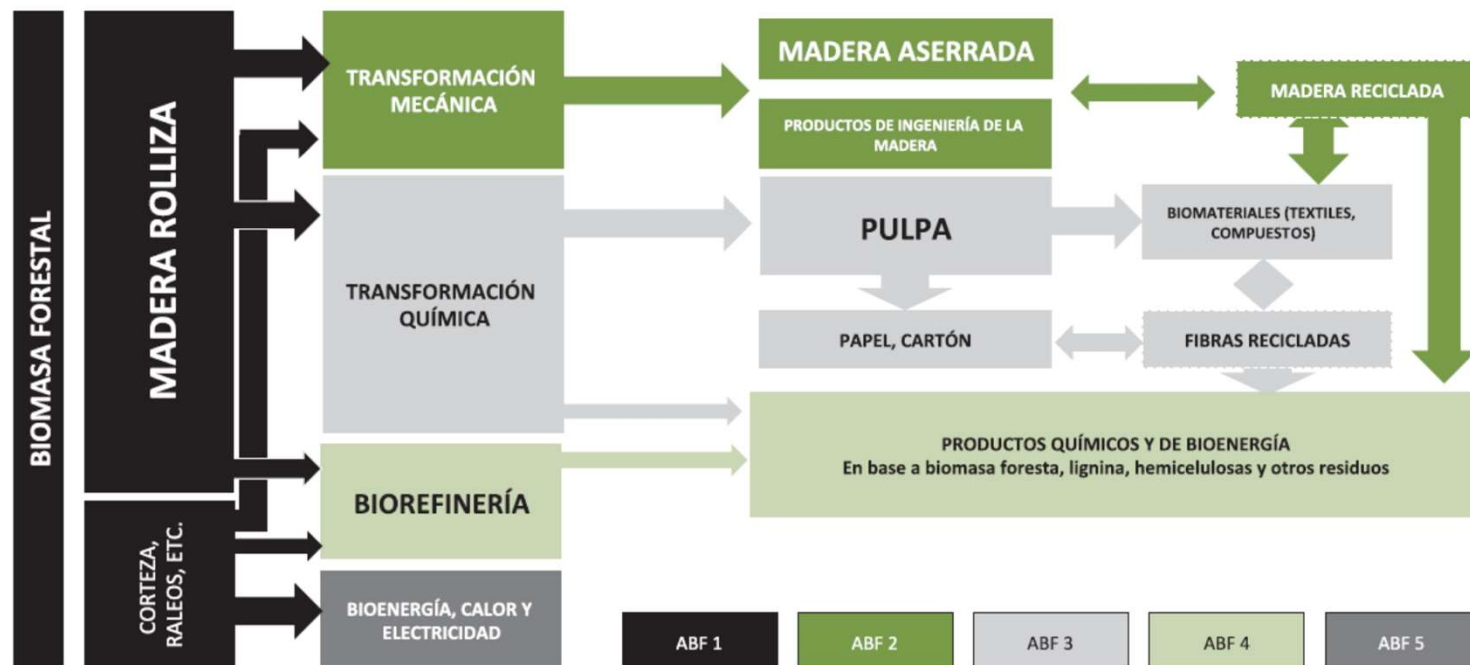 BIOMASA FORESTAL
MADERA ROLLIZA
CORTEZA,
RALEOS, ETC.
TRANSFORMACIÓN
MECÁNICA
TRANSFORMACIÓN
QUÍMICA
BIOREFINERÍA
BIOENERGÍA, CALOR Y
ELECTRICIDAD
MADERA ASERRADA
PRODUCTOS DE INGENIERÍA DE LA
MADERA
MADERA RECICLADA
PULPA
BIOMATERIALES (TEXTILES,
COMPUESTOS)
PAPEL, CARTÓN
FIBRAS RECICLADAS
PRODUCTOS QUÍMICOS Y DE BIOENERGÍA
En base a biomasa foresta, lignina, hemicelulosas y otros residuos
ABF 1
ABF 2
ABF 3
ABF 4
ABF 5